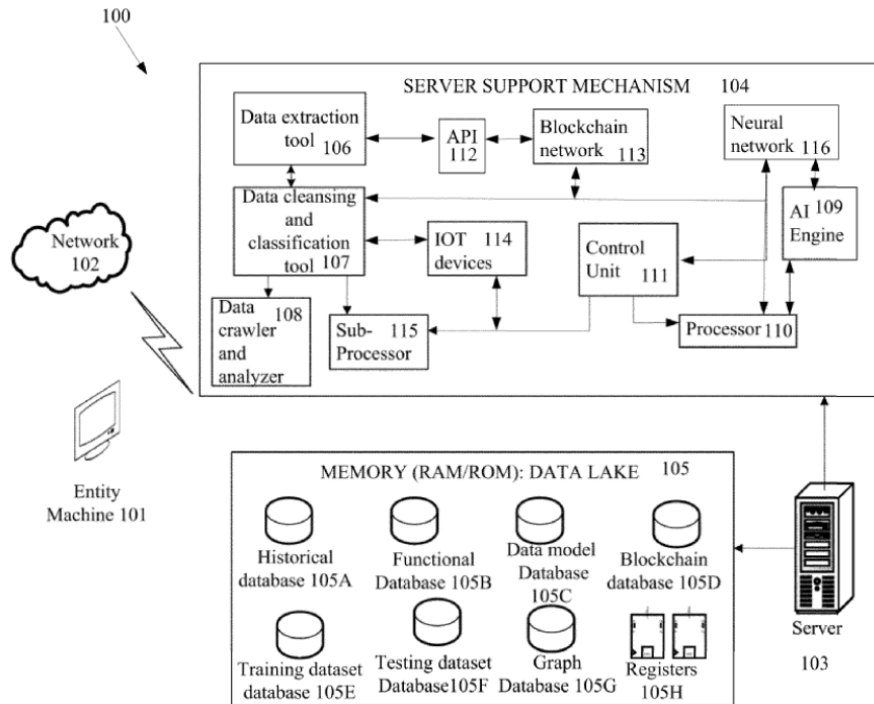 100
SERVER SUPPORT MECHANISM 104
Data extraction
tool 106
API
112
Blockchain
network 113
Neural
network 116
Data cleansing
and
classification
tool 107
IOT 114
devices
Control
Unit
111
AI 109
Engine
Network
102
Data 108
crawler
and
analyzer
Sub- 115
Processor
Processor 110
Entity
Machine 101
MEMORY (RAM/ROM): DATA LAKE 105
Historical
database 105A
Functional
Database 105B
Data model
Database
105C
Blockchain
database 105D
Training dataset
database 105E
Testing dataset
Database105F
Graph
Database 105G
Registers
105H
Server
103